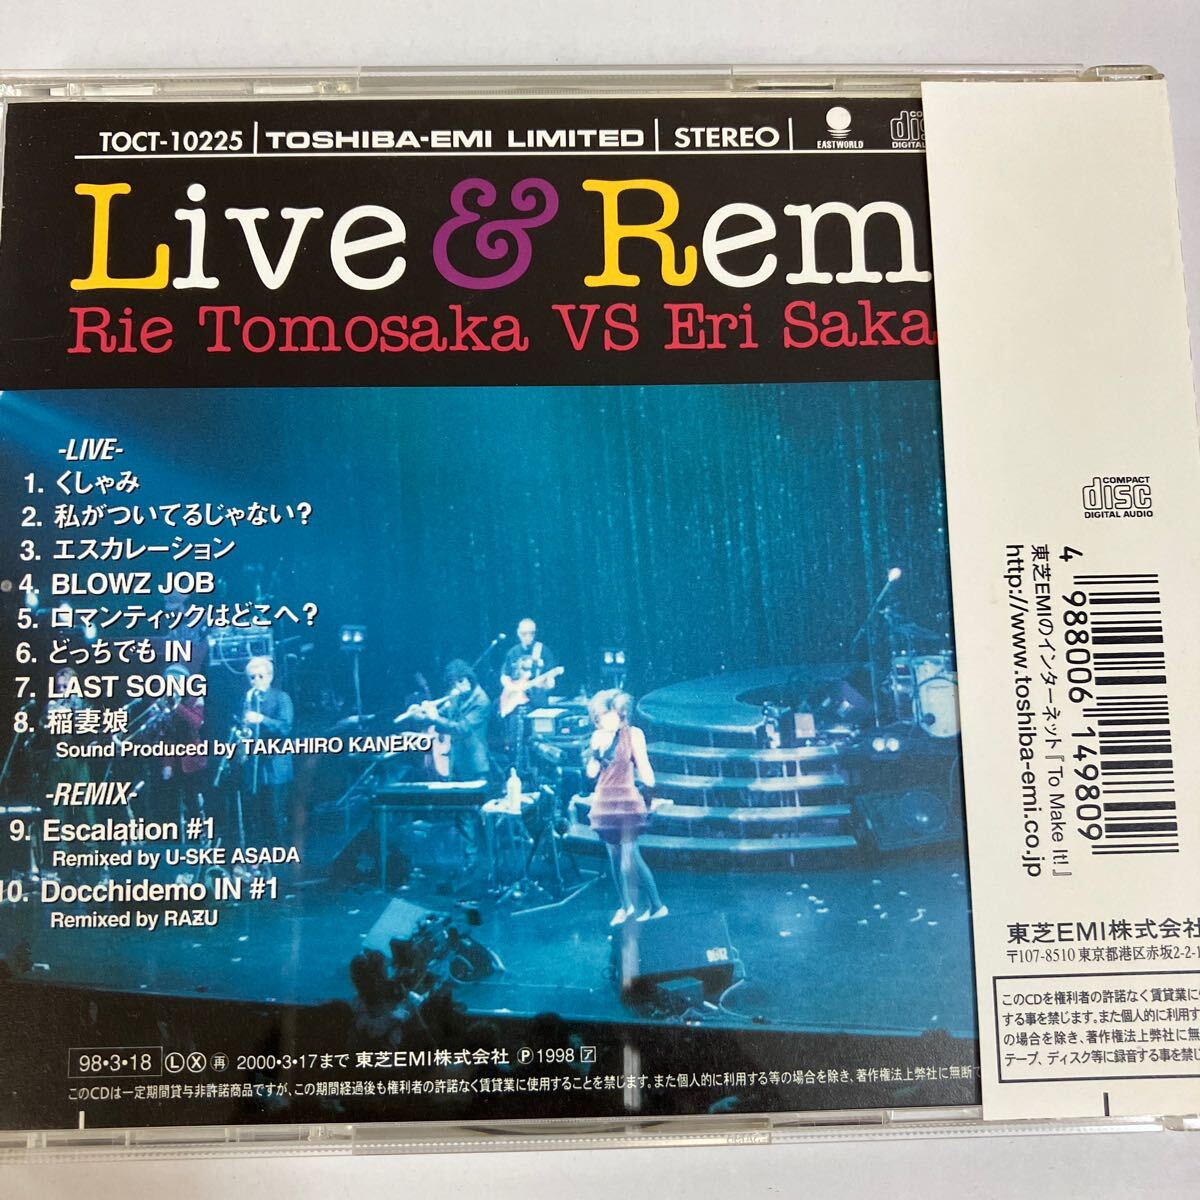 TOCT-10225 TOSHIBA-EMI LIMITED STEREO EASTWORLD
Live & Rem
Rie Tomosaka VS Eri Saka
-LIVE-
1. くしゃみ
2. 私がついてるじゃない?
3. エスカレーション
4. BLOWZ JOB
5. ロマンティックはどこへ?
6. どっちでも IN
7. LAST SONG
8. 稲妻娘
Sound Produced by TAKAHIRO KANEKO
-REMIX-
9. Escalation #1
Remixed by U-SKE ASADA
10. Docchidemo IN #1
Remixed by RAZU
98・3・18 Ⓛ Ⓧ 再 2000・3・17まで 東芝EMI株式会社 Ⓟ1998 ア
このCDは一定期間貸与非許諾商品ですが、この期間経過後も権利者の許諾なく賃貸業に使用することを禁じます。また個人的に利用する等の場合を除き、著作権法上弊社に無断で
COMPACT
disc
DIGITAL AUDIO
4 988006 149809
東芝EMIのインターネット『To Make It!』
http://www.toshiba-emi.co.jp
東芝EMI株式会社
〒107-8510 東京都港区赤坂2-2-1
このCDを権利者の許諾なく賃貸業に
する事を禁じます。また個人的に利用す
の場合を除き、著作権法上弊社に無
テープ、ディスク等に録音する事を禁じ